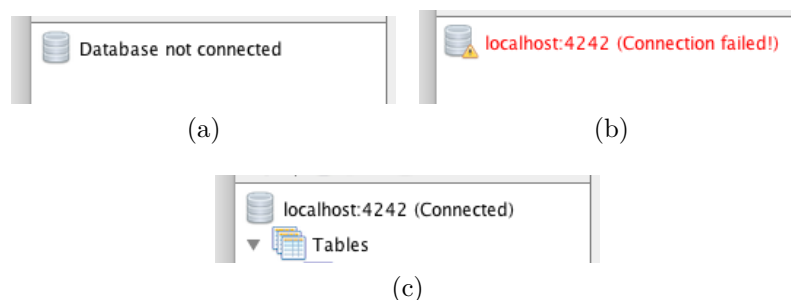 Database not connected
localhost:4242 (Connection failed!)
(a)
(b)
localhost:4242 (Connected)
Tables
(c)